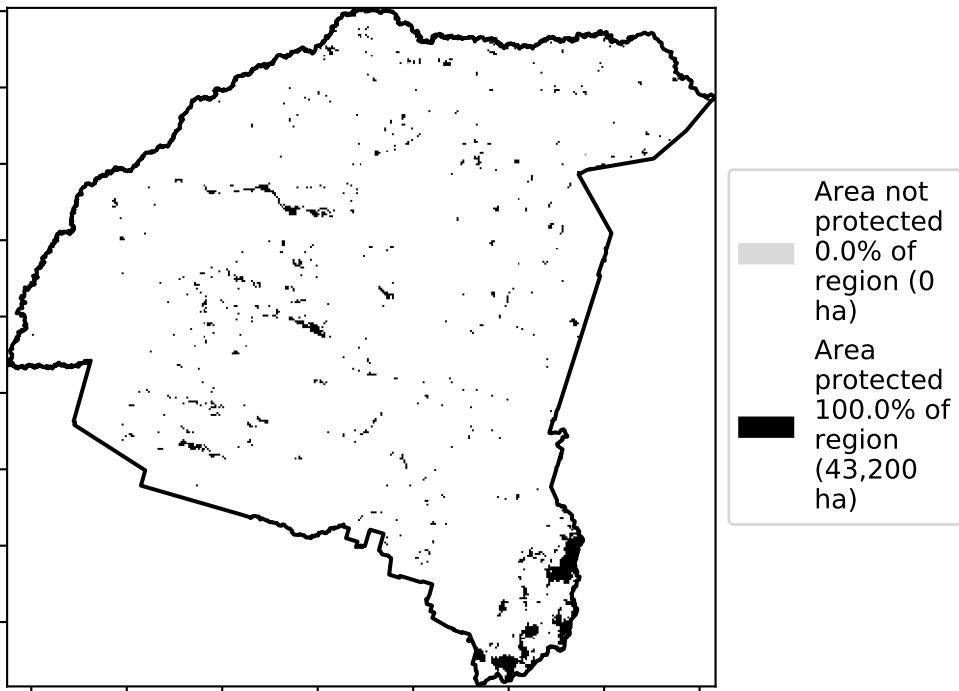 Area not
protected
0.0% of
region (0
ha)
Area
protected
100.0% of
region
(43,200
ha)